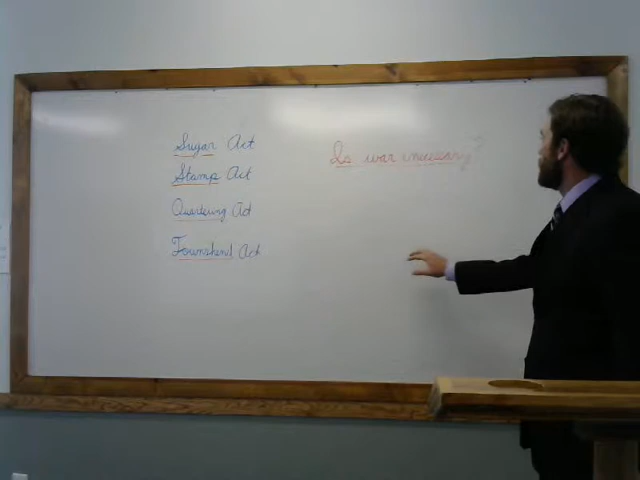 Sugar Act
Stamp Act
Quartering Act
Townshend Act
Is war necessary?